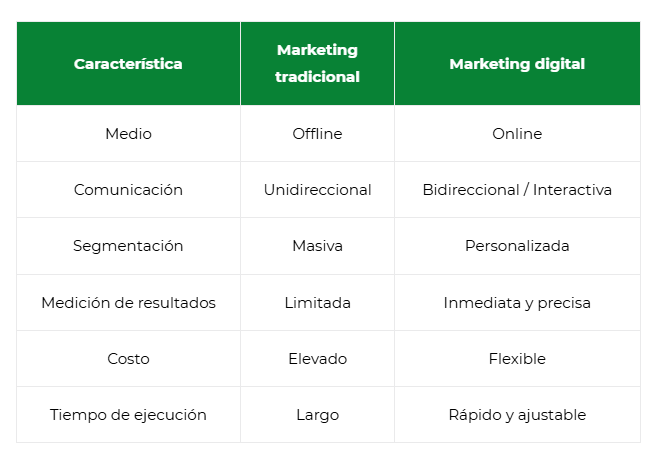 Característica Marketing tradicional Marketing digital
Medio Offline Online
Comunicación Unidireccional Bidireccional / Interactiva
Segmentación Masiva Personalizada
Medición de resultados Limitada Inmediata y precisa
Costo Elevado Flexible
Tiempo de ejecución Largo Rápido y ajustable